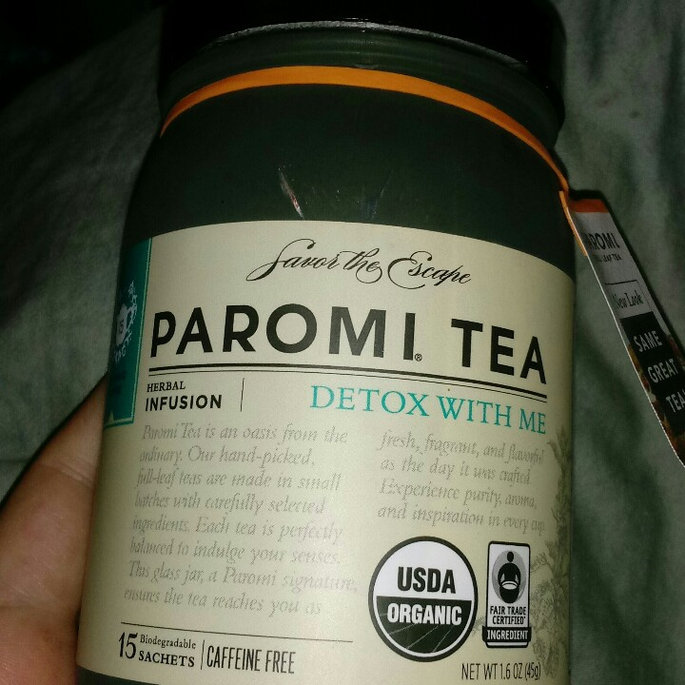 Savor the Escape
PAROMI® TEA
HERBAL
INFUSION
DETOX WITH ME
Paromi Tea is an oasis from the
ordinary. Our hand-picked,
full-leaf teas are made in small
batches with carefully selected
ingredients. Each tea is perfectly
balanced to indulge your senses.
This glass jar, a Paromi signature,
ensures the tea reaches you as
fresh, fragrant, and flavorful
as the day it was crafted.
Experience purity, aroma,
and inspiration in every cup.
USDA
ORGANIC
FAIR TRADE
CERTIFIED
INGREDIENT
15 Biodegradable
SACHETS
CAFFEINE FREE
NET WT 1.6 OZ (45g)
15
LEAF TEA
New Look
SAME
GREAT